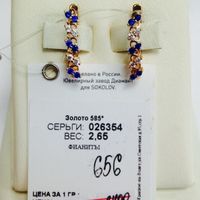 Сделано в России.
Ювелирный завод Диамант
для SOKOLOV.
Золото 585*
СЕРЬГИ: 026354
ВЕС: 2,65
ФИАНИТЫ
656
ЦЕНА ЗА 1 ГР.: